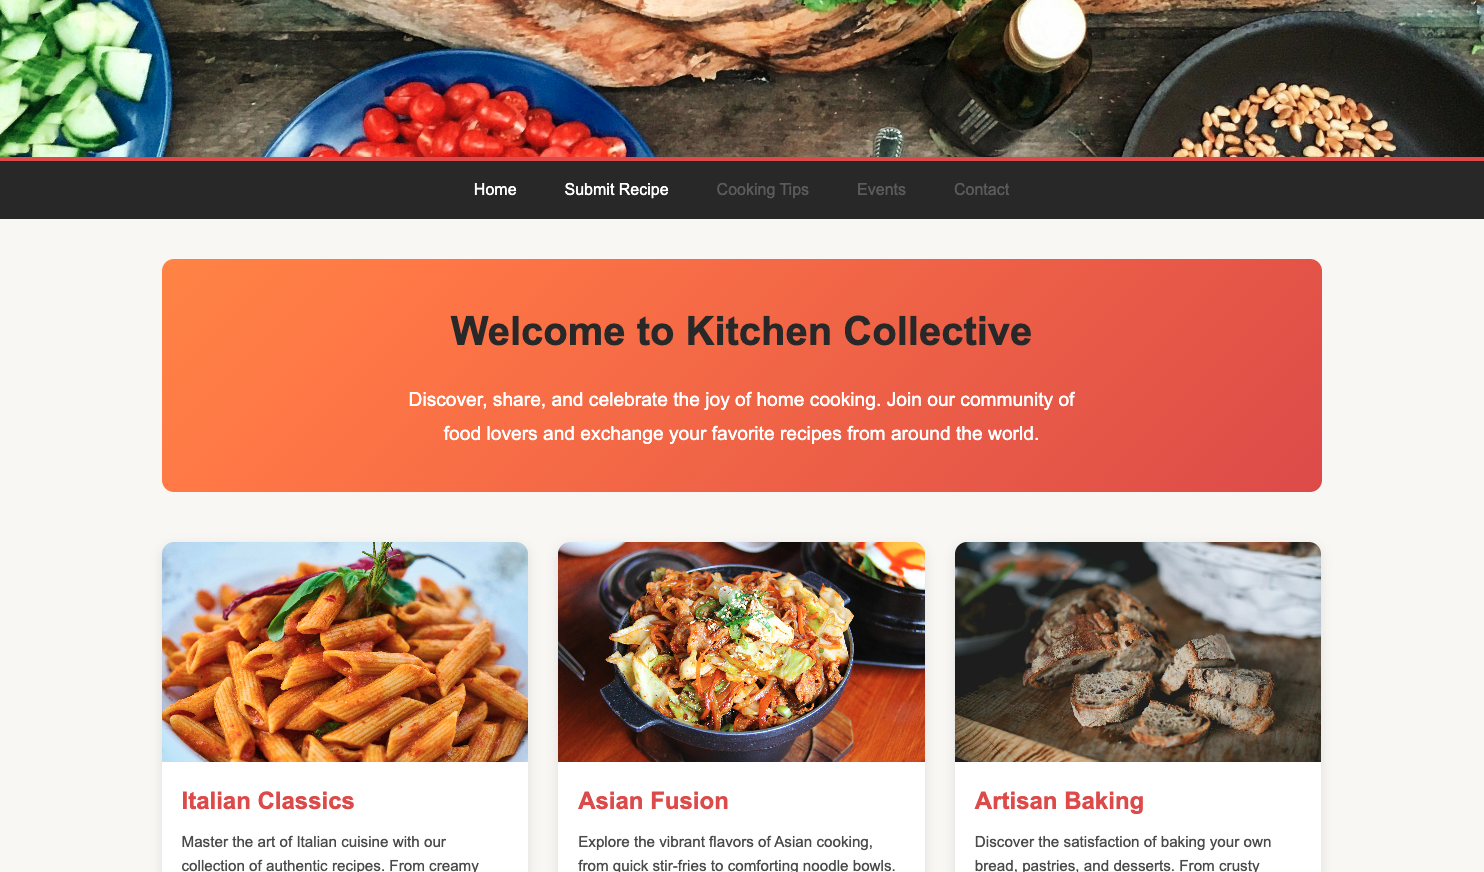 Home Submit Recipe Cooking Tips Events Contact
Welcome to Kitchen Collective
Discover, share, and celebrate the joy of home cooking. Join our community of
food lovers and exchange your favorite recipes from around the world.
Italian Classics
Master the art of Italian cuisine with our
collection of authentic recipes. From creamy
Asian Fusion
Explore the vibrant flavors of Asian cooking,
from quick stir-fries to comforting noodle bowls.
Artisan Baking
Discover the satisfaction of baking your own
bread, pastries, and desserts. From crusty